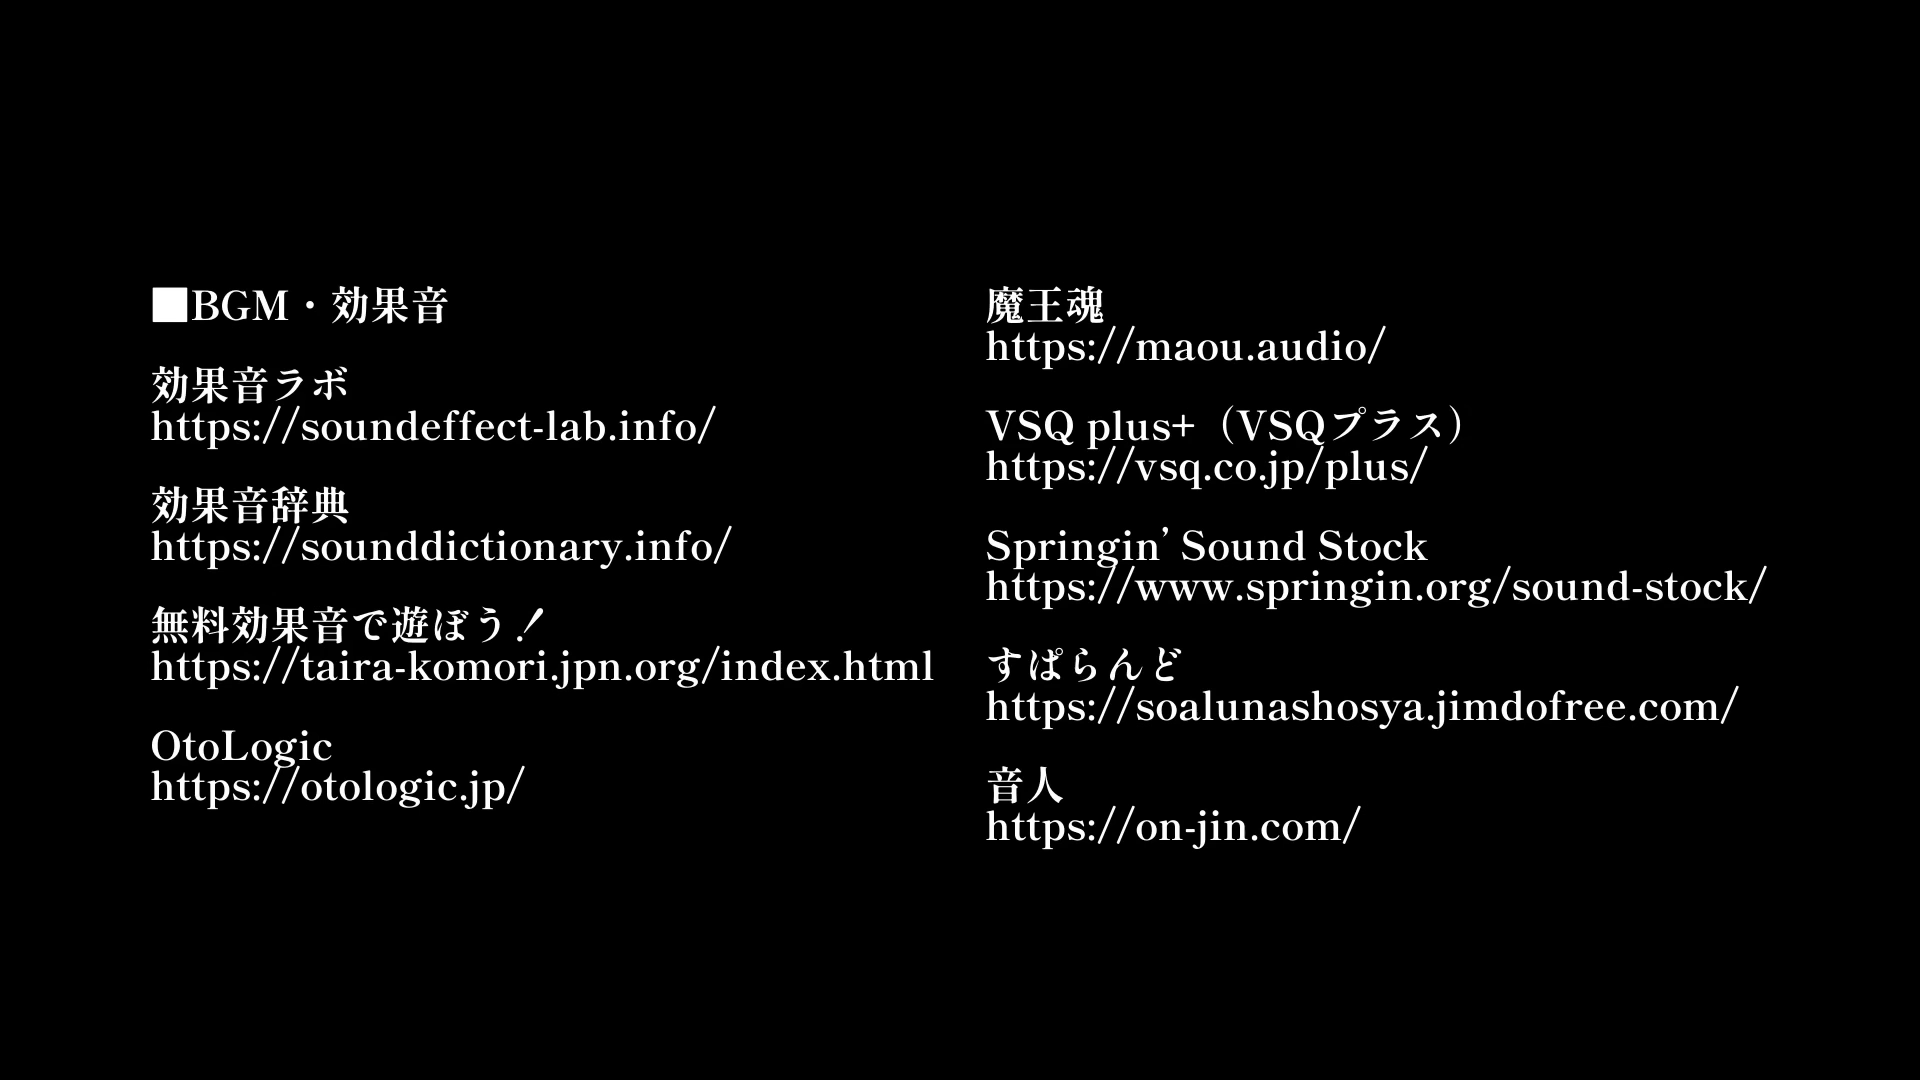 ■BGM・効果音
効果音ラボ
https://soundeffect-lab.info/
効果音辞典
https://sounddictionary.info/
無料効果音で遊ぼう！
https://taira-komori.jpn.org/index.html
OtoLogic
https://otologic.jp/
魔王魂
https://maou.audio/
VSQ plus+（VSQプラス）
https://vsq.co.jp/plus/
Springin’ Sound Stock
https://www.springin.org/sound-stock/
すぱらんど
https://soalunashosya.jimdofree.com/
音人
https://on-jin.com/